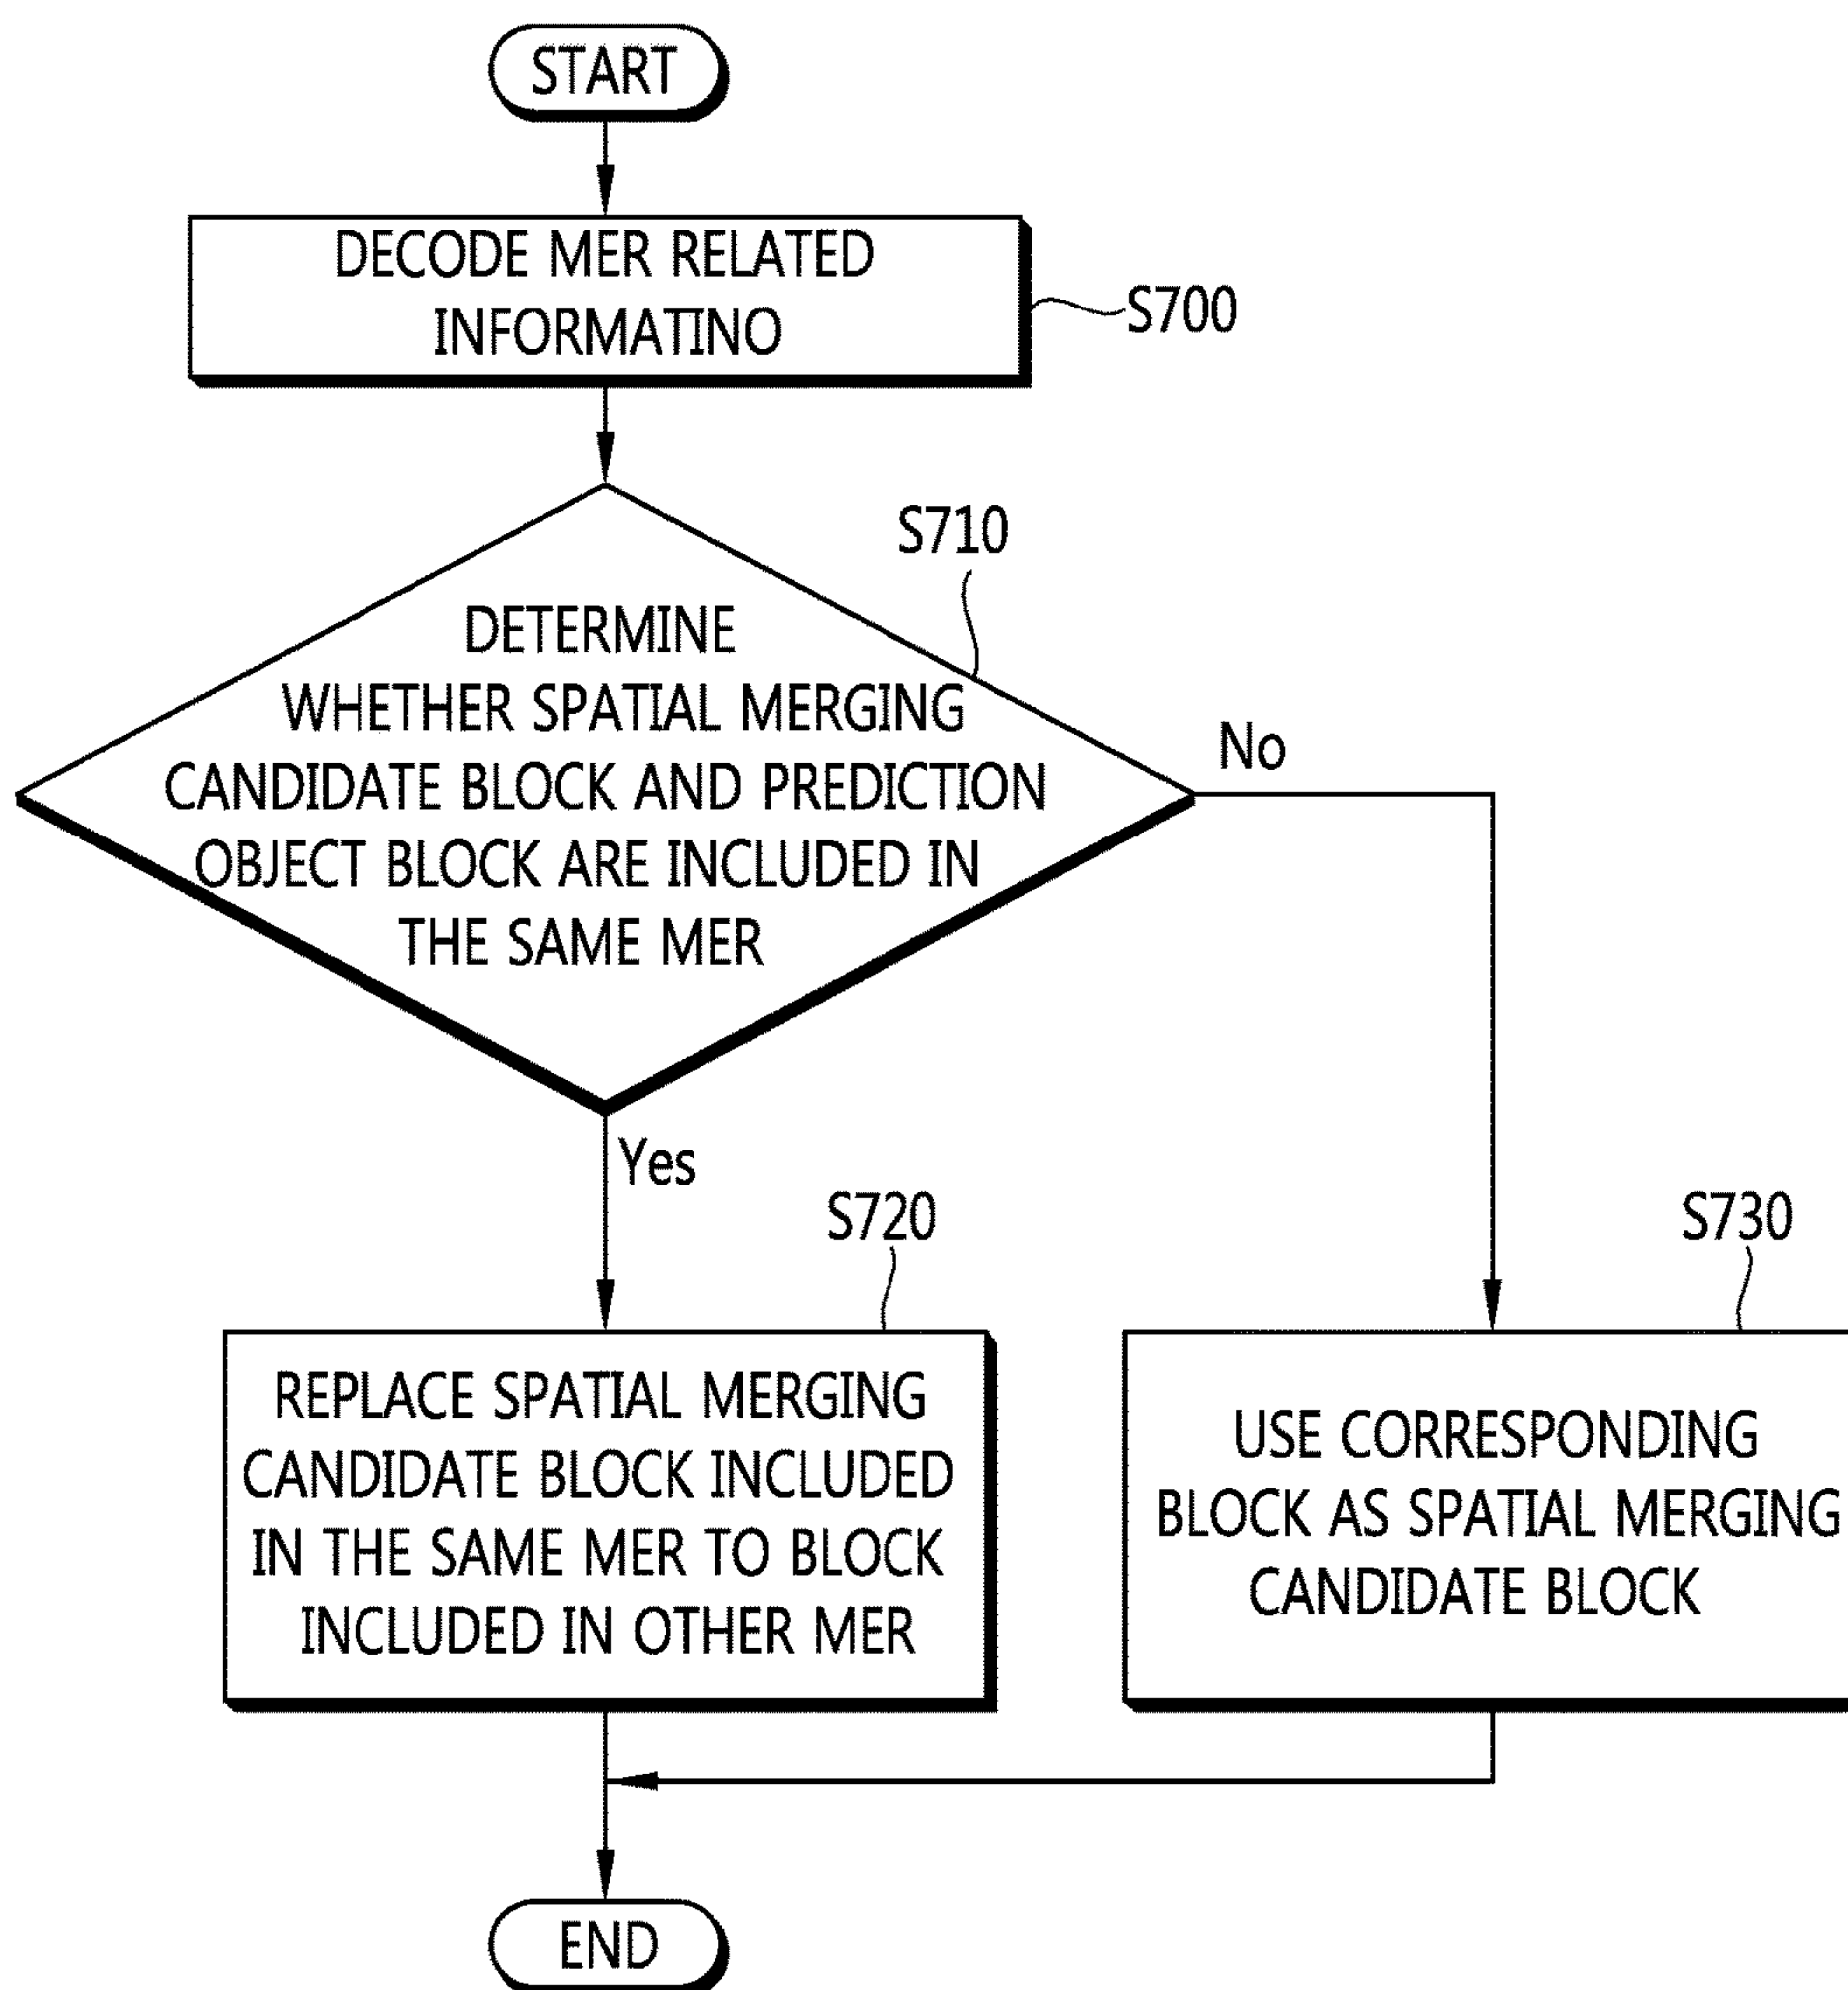 START
DECODE MER RELATED
INFORMATINO
S700
S710
DETERMINE
WHETHER SPATIAL MERGING
CANDIDATE BLOCK AND PREDICTION
OBJECT BLOCK ARE INCLUDED IN
THE SAME MER
No
Yes
S720
REPLACE SPATIAL MERGING
CANDIDATE BLOCK INCLUDED
IN THE SAME MER TO BLOCK
INCLUDED IN OTHER MER
S730
USE CORRESPONDING
BLOCK AS SPATIAL MERGING
CANDIDATE BLOCK
END